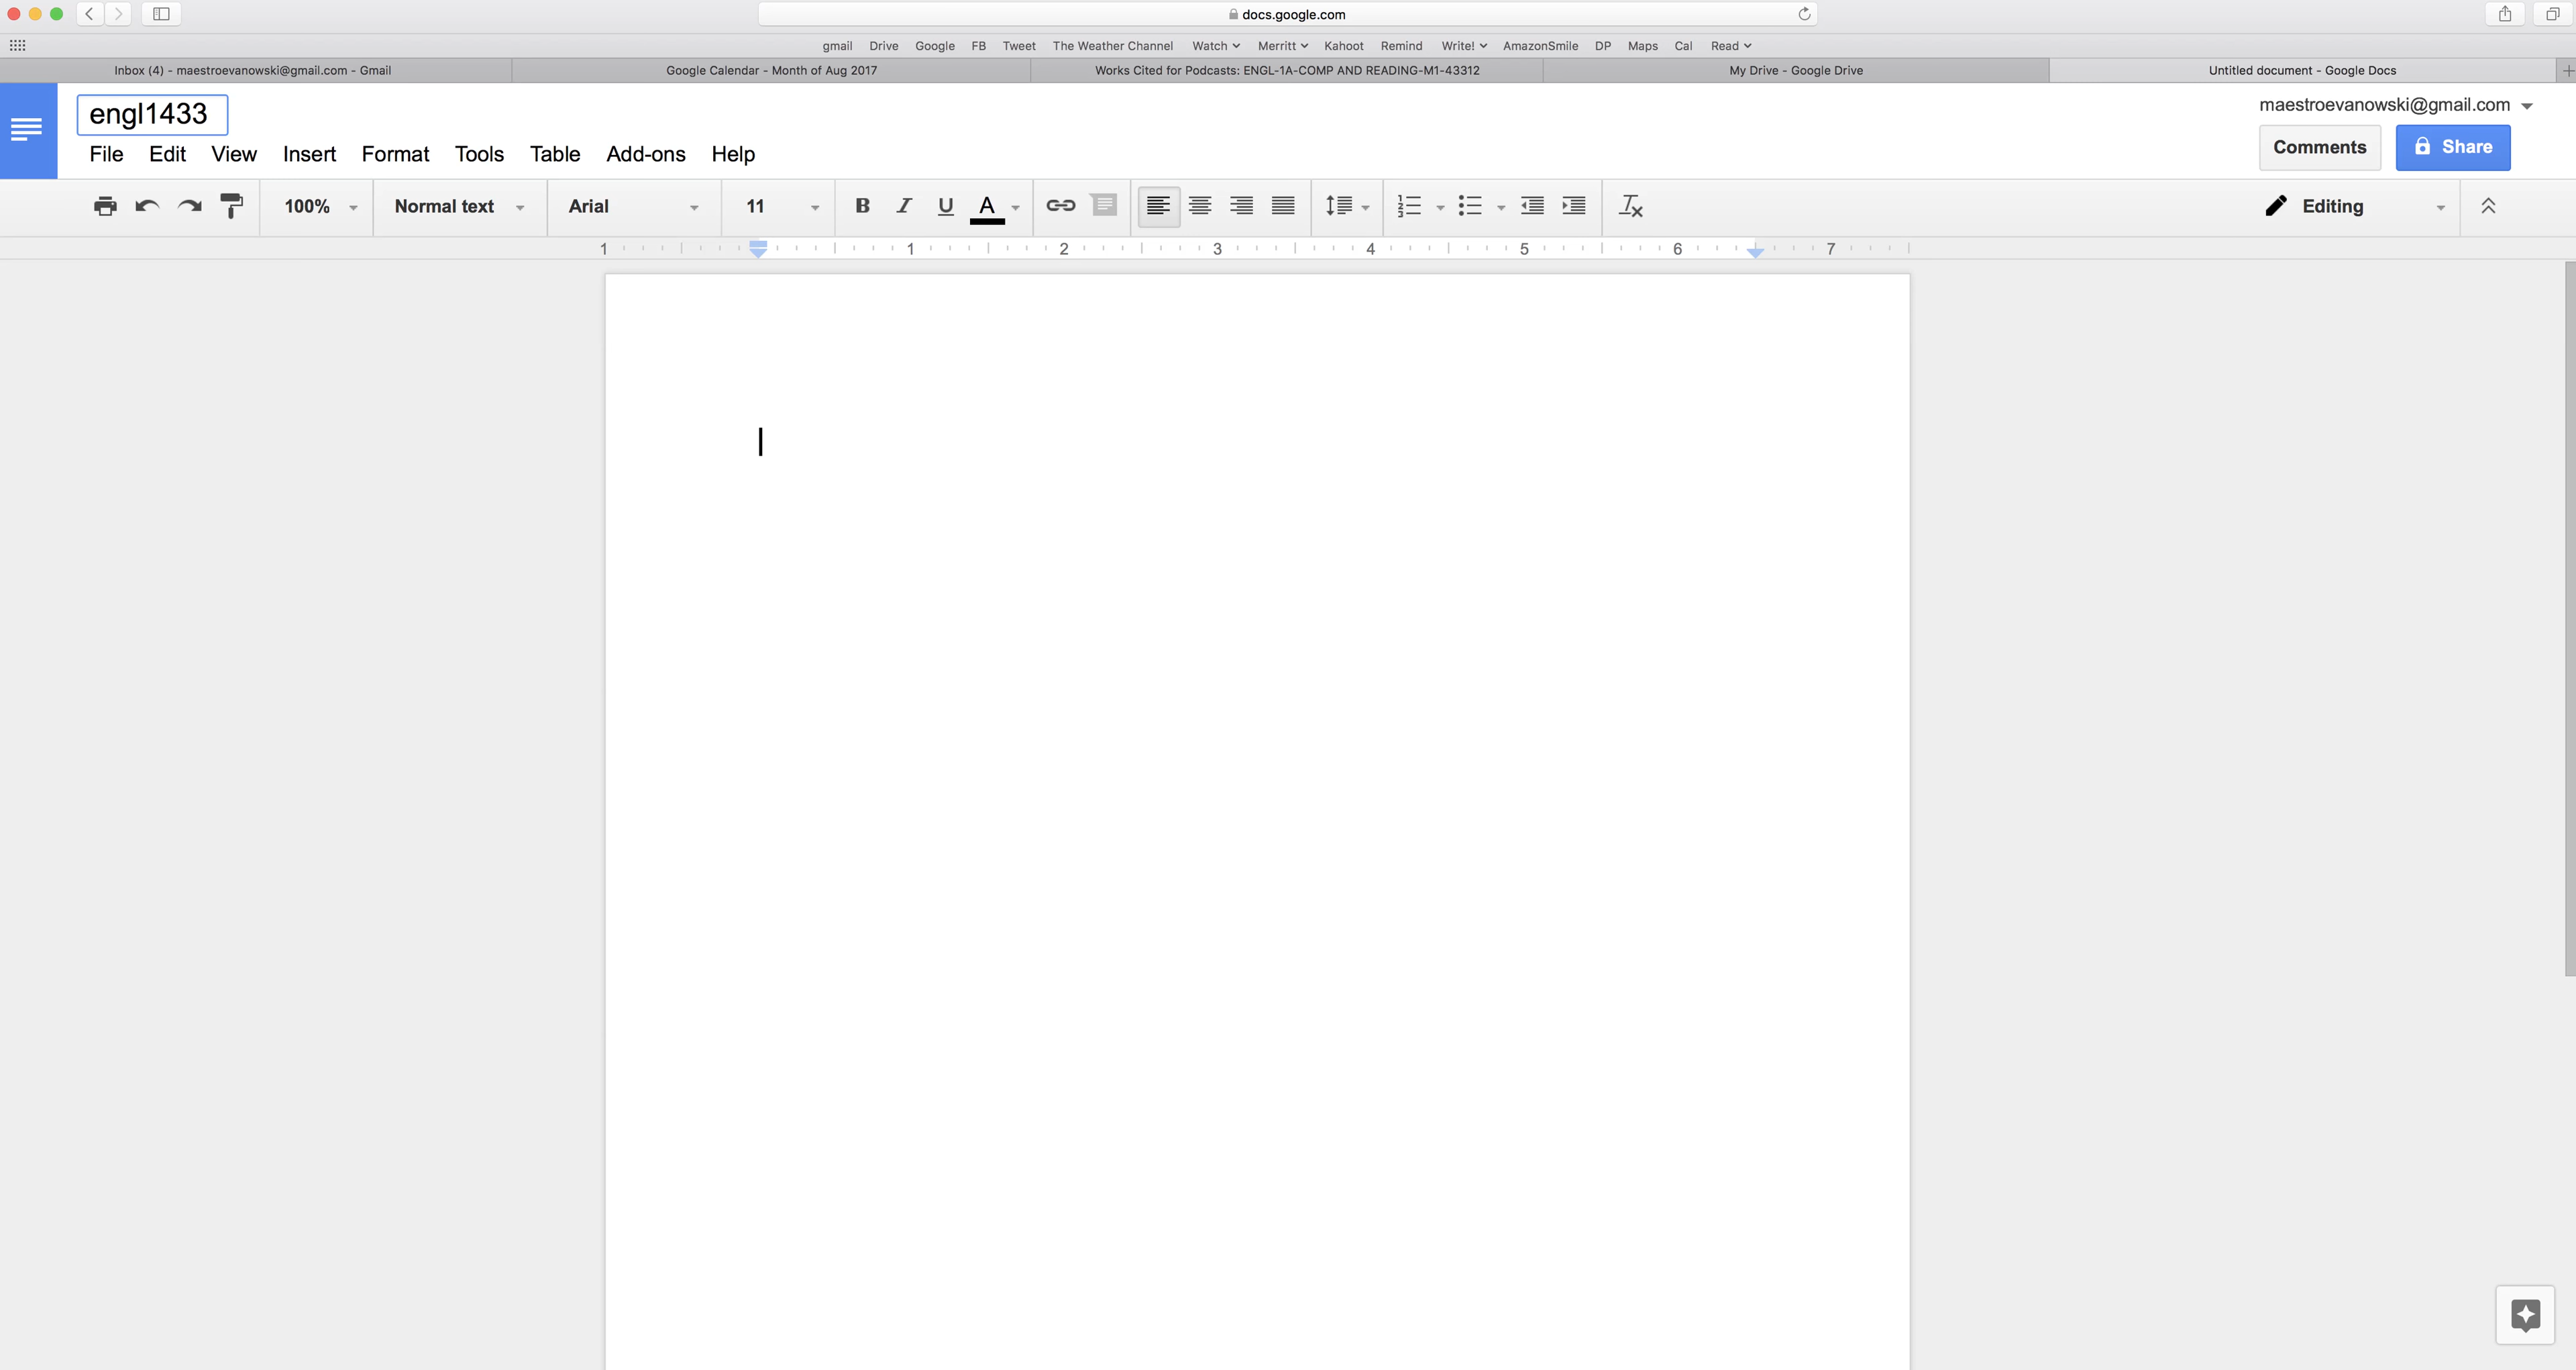 docs.google.com
gmail Drive Google FB Tweet The Weather Channel Watch Merritt Kahoot Remind Write! AmazonSmile DP Maps Cal Read
Inbox (4) - maestroevanowski@gmail.com - Gmail Google Calendar - Month of Aug 2017 Works Cited for Podcasts: ENGL-1A-COMP AND READING-M1-43312 My Drive - Google Drive Untitled document - Google Docs
engl1433
maestroevanowski@gmail.com
File Edit View Insert Format Tools Table Add-ons Help
Comments Share
100% Normal text Arial 11 B I U A Editing
1 1 2 3 4 5 6 7